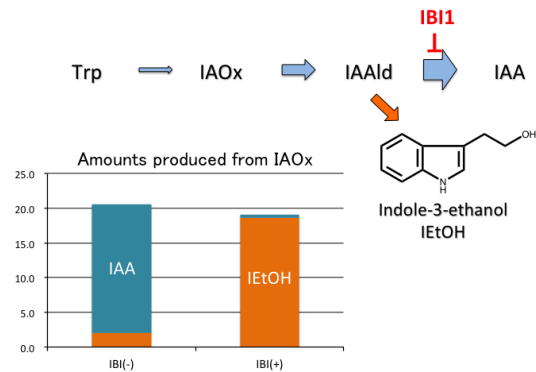 IBI1
Trp
IAOx
IAAld
IAA
OH
N
H
Indole-3-ethanol
IEtOH
Amounts produced from IAOx
25.0
20.0
15.0
10.0
5.0
0.0
IAA
IEtOH
IBI(-)
IBI(+)